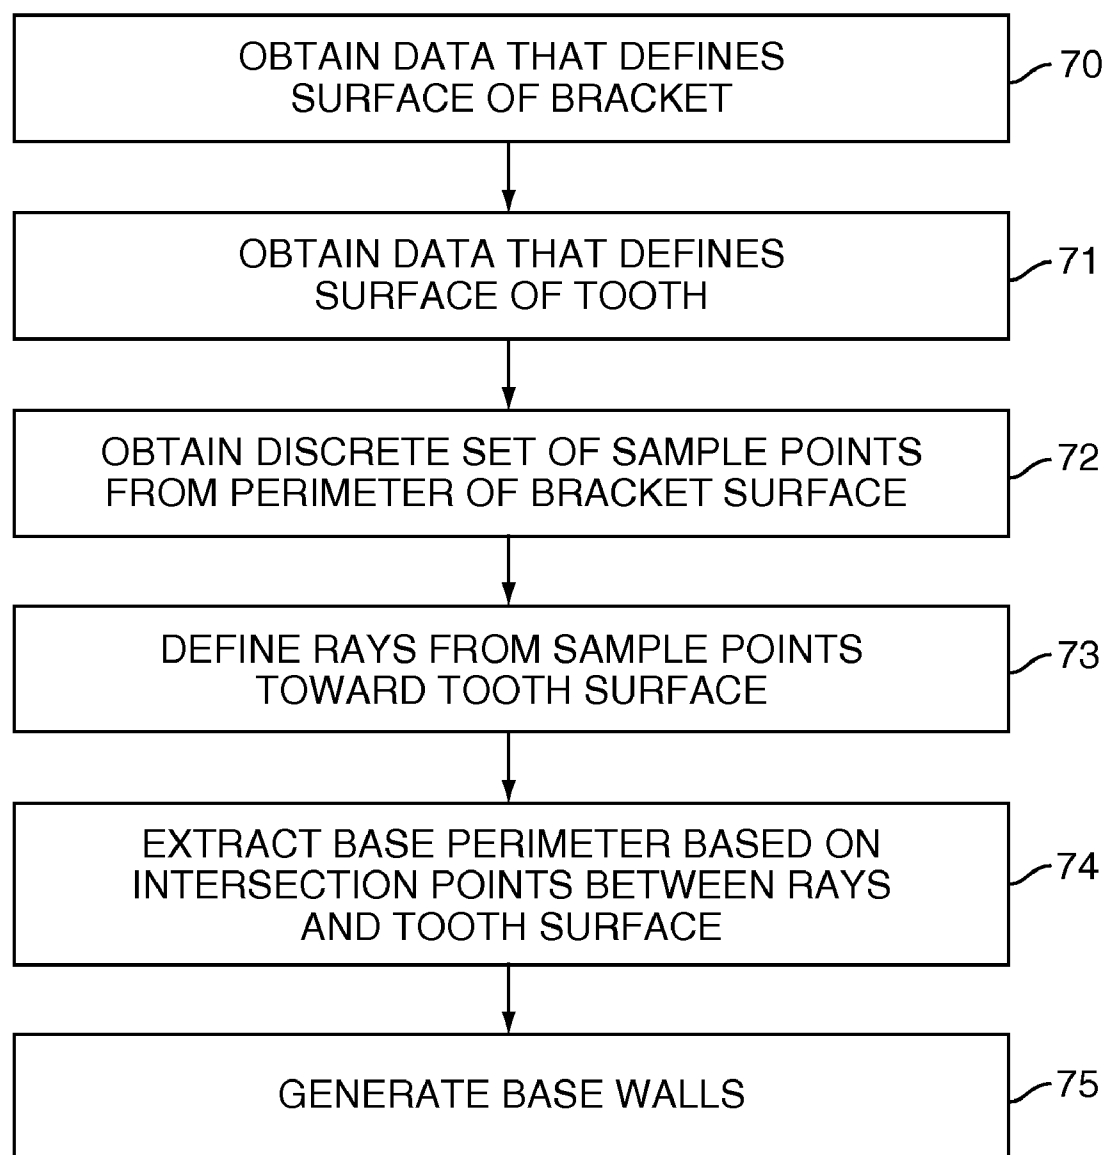 OBTAIN DATA THAT DEFINES
SURFACE OF BRACKET
70
OBTAIN DATA THAT DEFINES
SURFACE OF TOOTH
71
OBTAIN DISCRETE SET OF SAMPLE POINTS
FROM PERIMETER OF BRACKET SURFACE
72
DEFINE RAYS FROM SAMPLE POINTS
TOWARD TOOTH SURFACE
73
EXTRACT BASE PERIMETER BASED ON
INTERSECTION POINTS BETWEEN RAYS
AND TOOTH SURFACE
74
GENERATE BASE WALLS
75